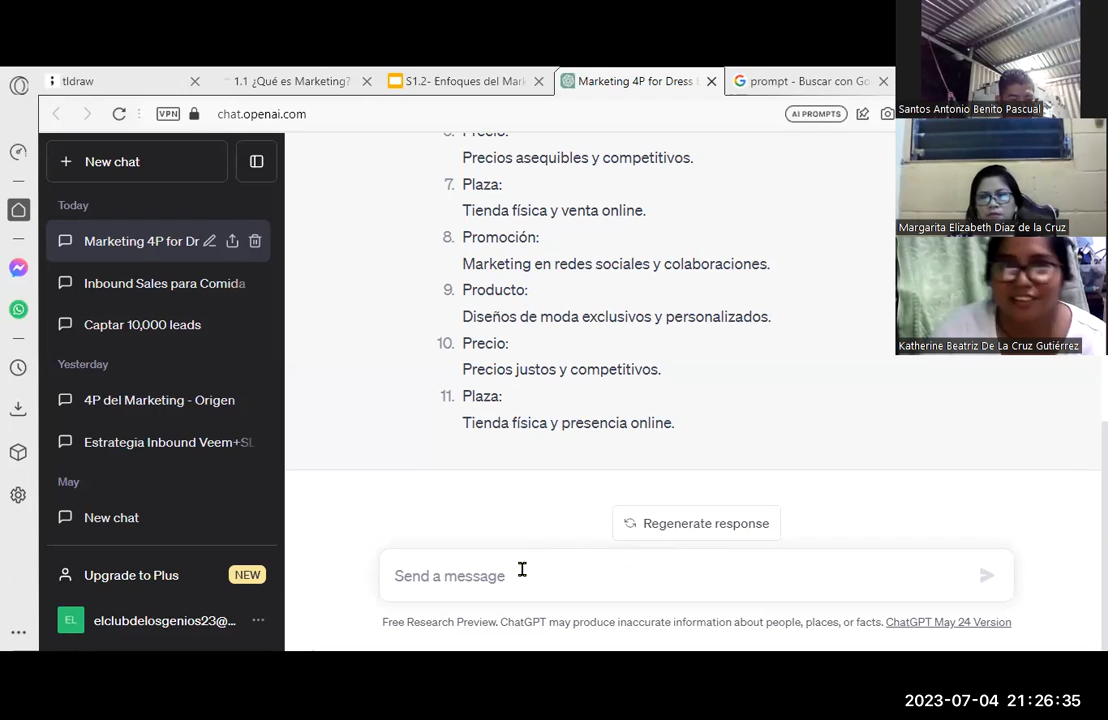 tldraw
1.1 ¿Qué es Marketing?
S1.2- Enfoques del Mark
Marketing 4P for Dress
prompt - Buscar con Go
VPN
chat.openai.com
AI PROMPTS
New chat
Today
Marketing 4P for Dr
Inbound Sales para Comida
Captar 10,000 leads
Yesterday
4P del Marketing - Origen
Estrategia Inbound Veem+SL
May
New chat
Upgrade to Plus
NEW
EL
elclubdelosgenios23@...
Precio:
Precios asequibles y competitivos.
7. Plaza:
Tienda física y venta online.
8. Promoción:
Marketing en redes sociales y colaboraciones.
9. Producto:
Diseños de moda exclusivos y personalizados.
10. Precio:
Precios justos y competitivos.
11. Plaza:
Tienda física y presencia online.
Regenerate response
Send a message
Free Research Preview. ChatGPT may produce inaccurate information about people, places, or facts. ChatGPT May 24 Version
Santos Antonio Benito Pascual
Margarita Elizabeth Diaz de la Cruz
Katherine Beatriz De La Cruz Gutiérrez
2023-07-04 21:26:35